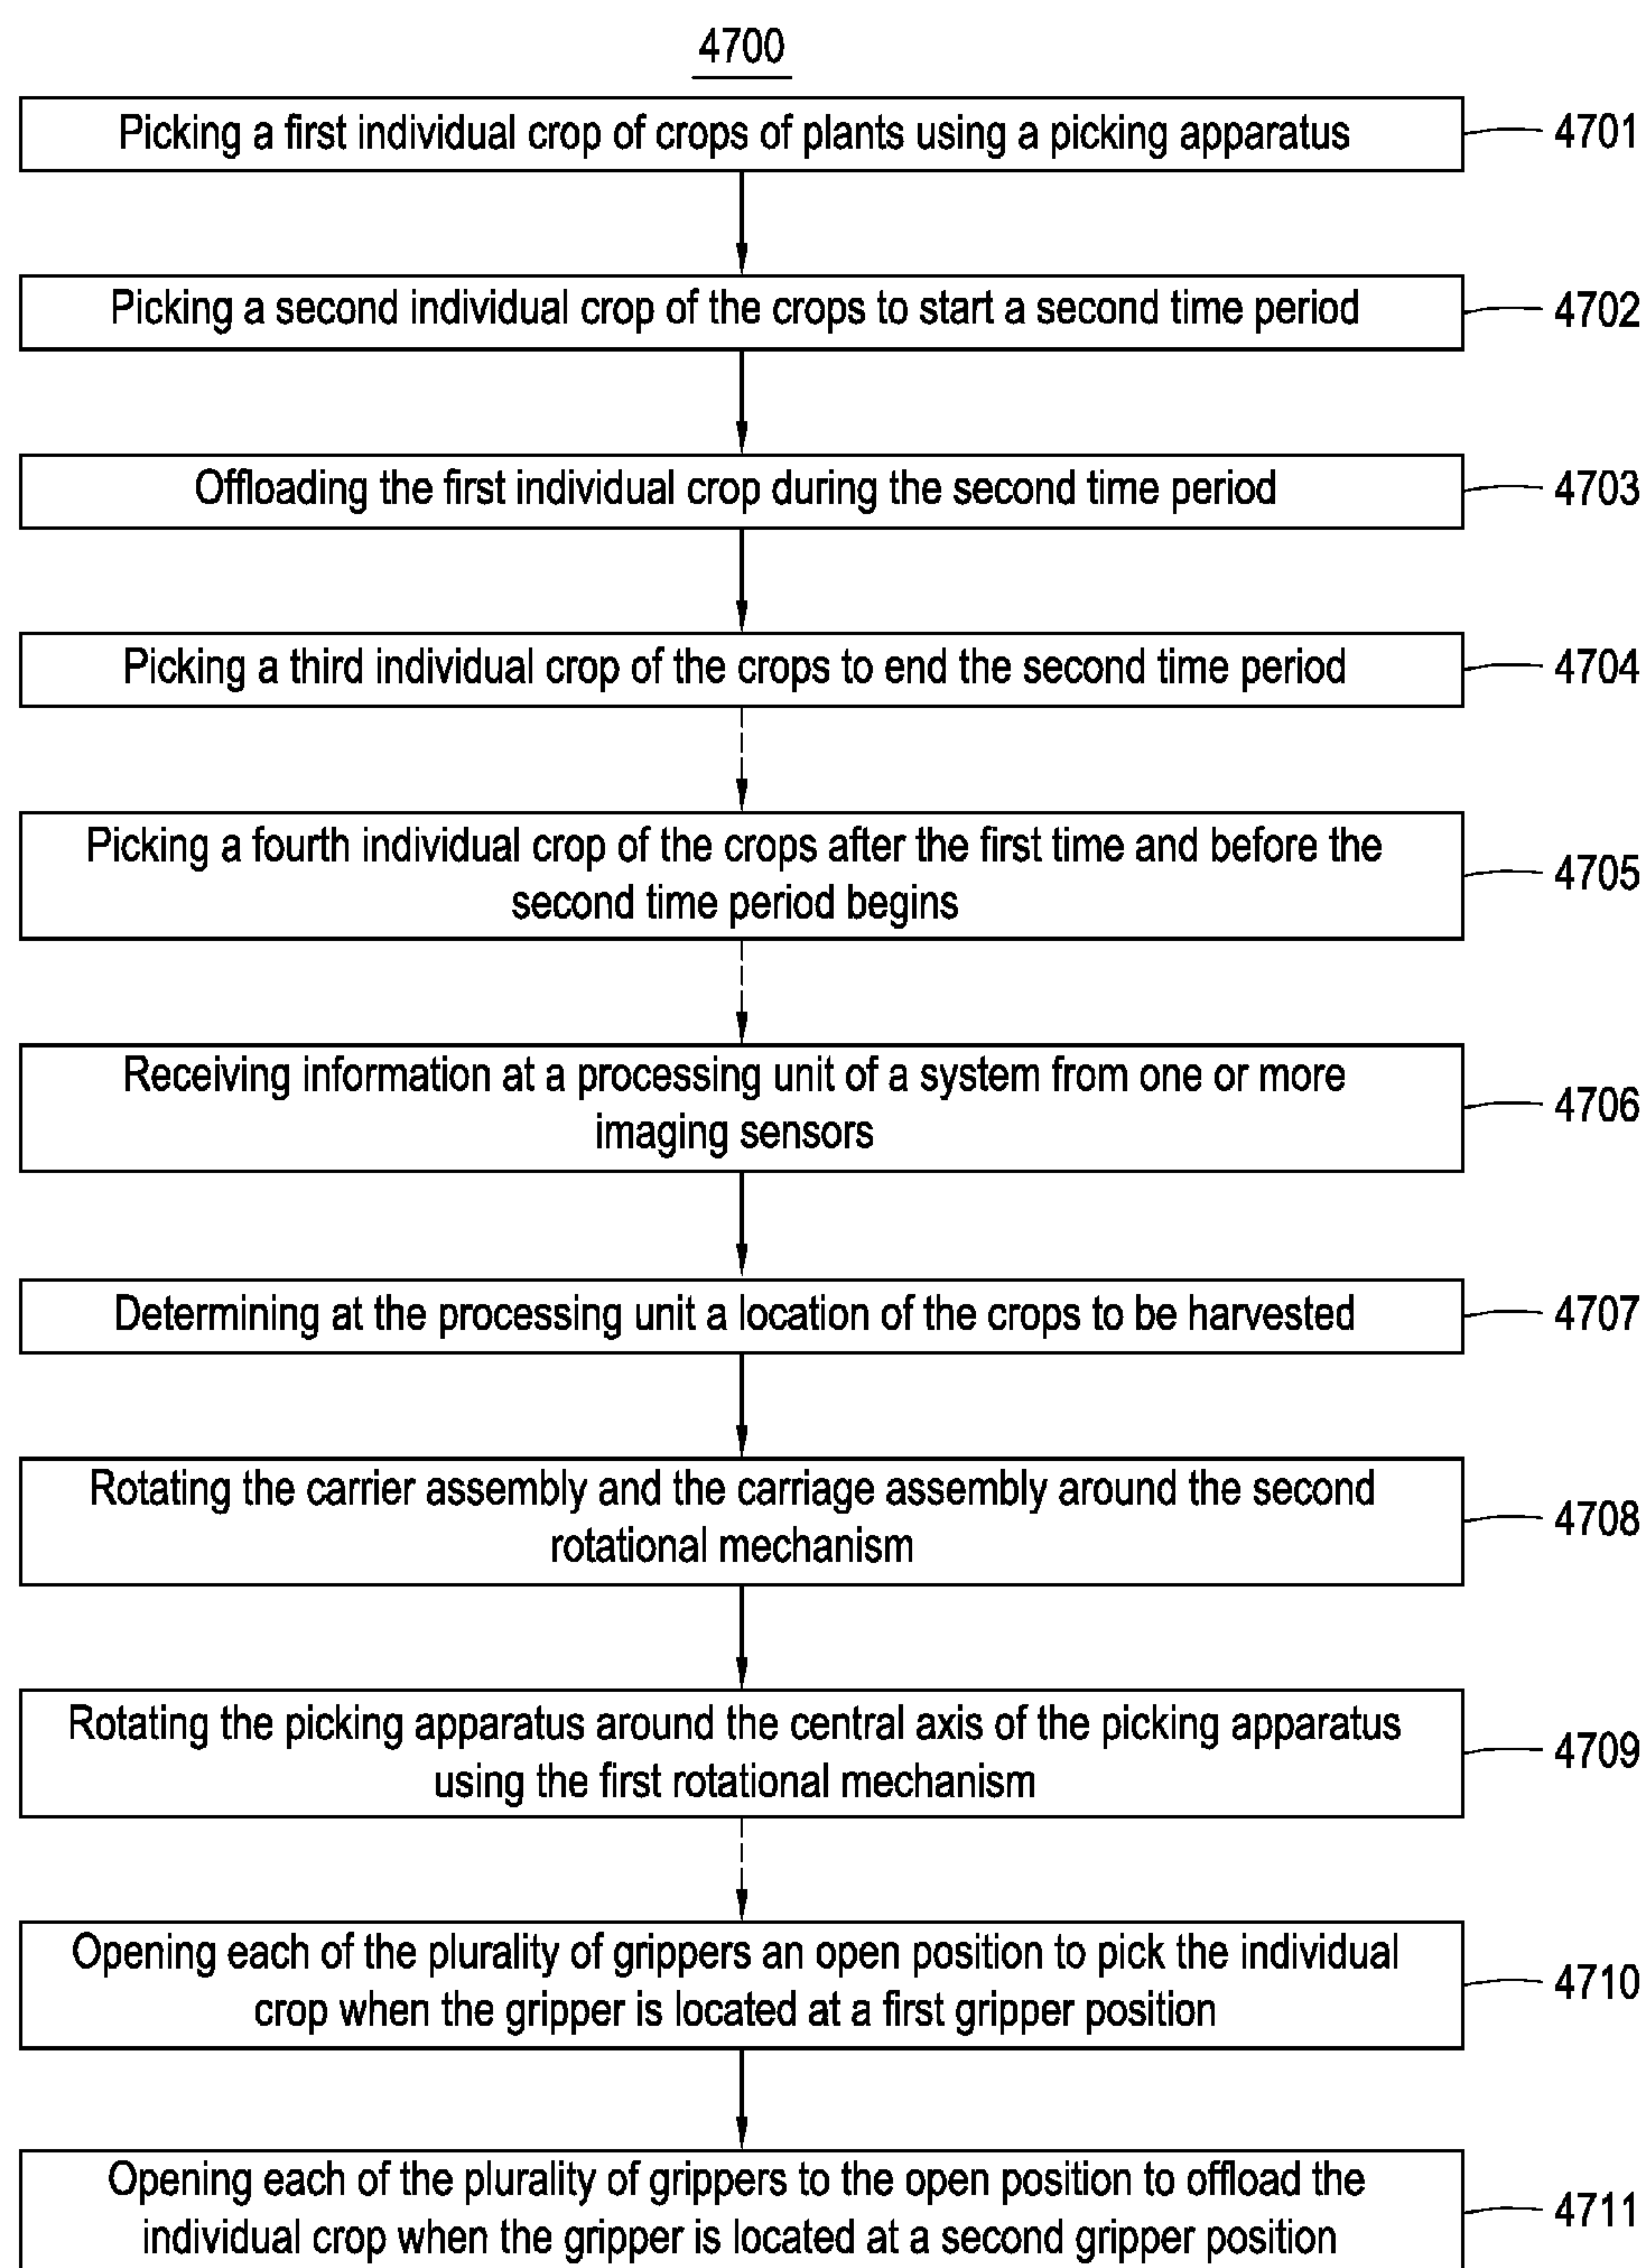 4700
Picking a first individual crop of crops of plants using a picking apparatus
4701
Picking a second individual crop of the crops to start a second time period
4702
Offloading the first individual crop during the second time period
4703
Picking a third individual crop of the crops to end the second time period
4704
Picking a fourth individual crop of the crops after the first time and before the
second time period begins
4705
Receiving information at a processing unit of a system from one or more
imaging sensors
4706
Determining at the processing unit a location of the crops to be harvested
4707
Rotating the carrier assembly and the carriage assembly around the second
rotational mechanism
4708
Rotating the picking apparatus around the central axis of the picking apparatus
using the first rotational mechanism
4709
Opening each of the plurality of grippers an open position to pick the individual
crop when the gripper is located at a first gripper position
4710
Opening each of the plurality of grippers to the open position to offload the
individual crop when the gripper is located at a second gripper position
4711